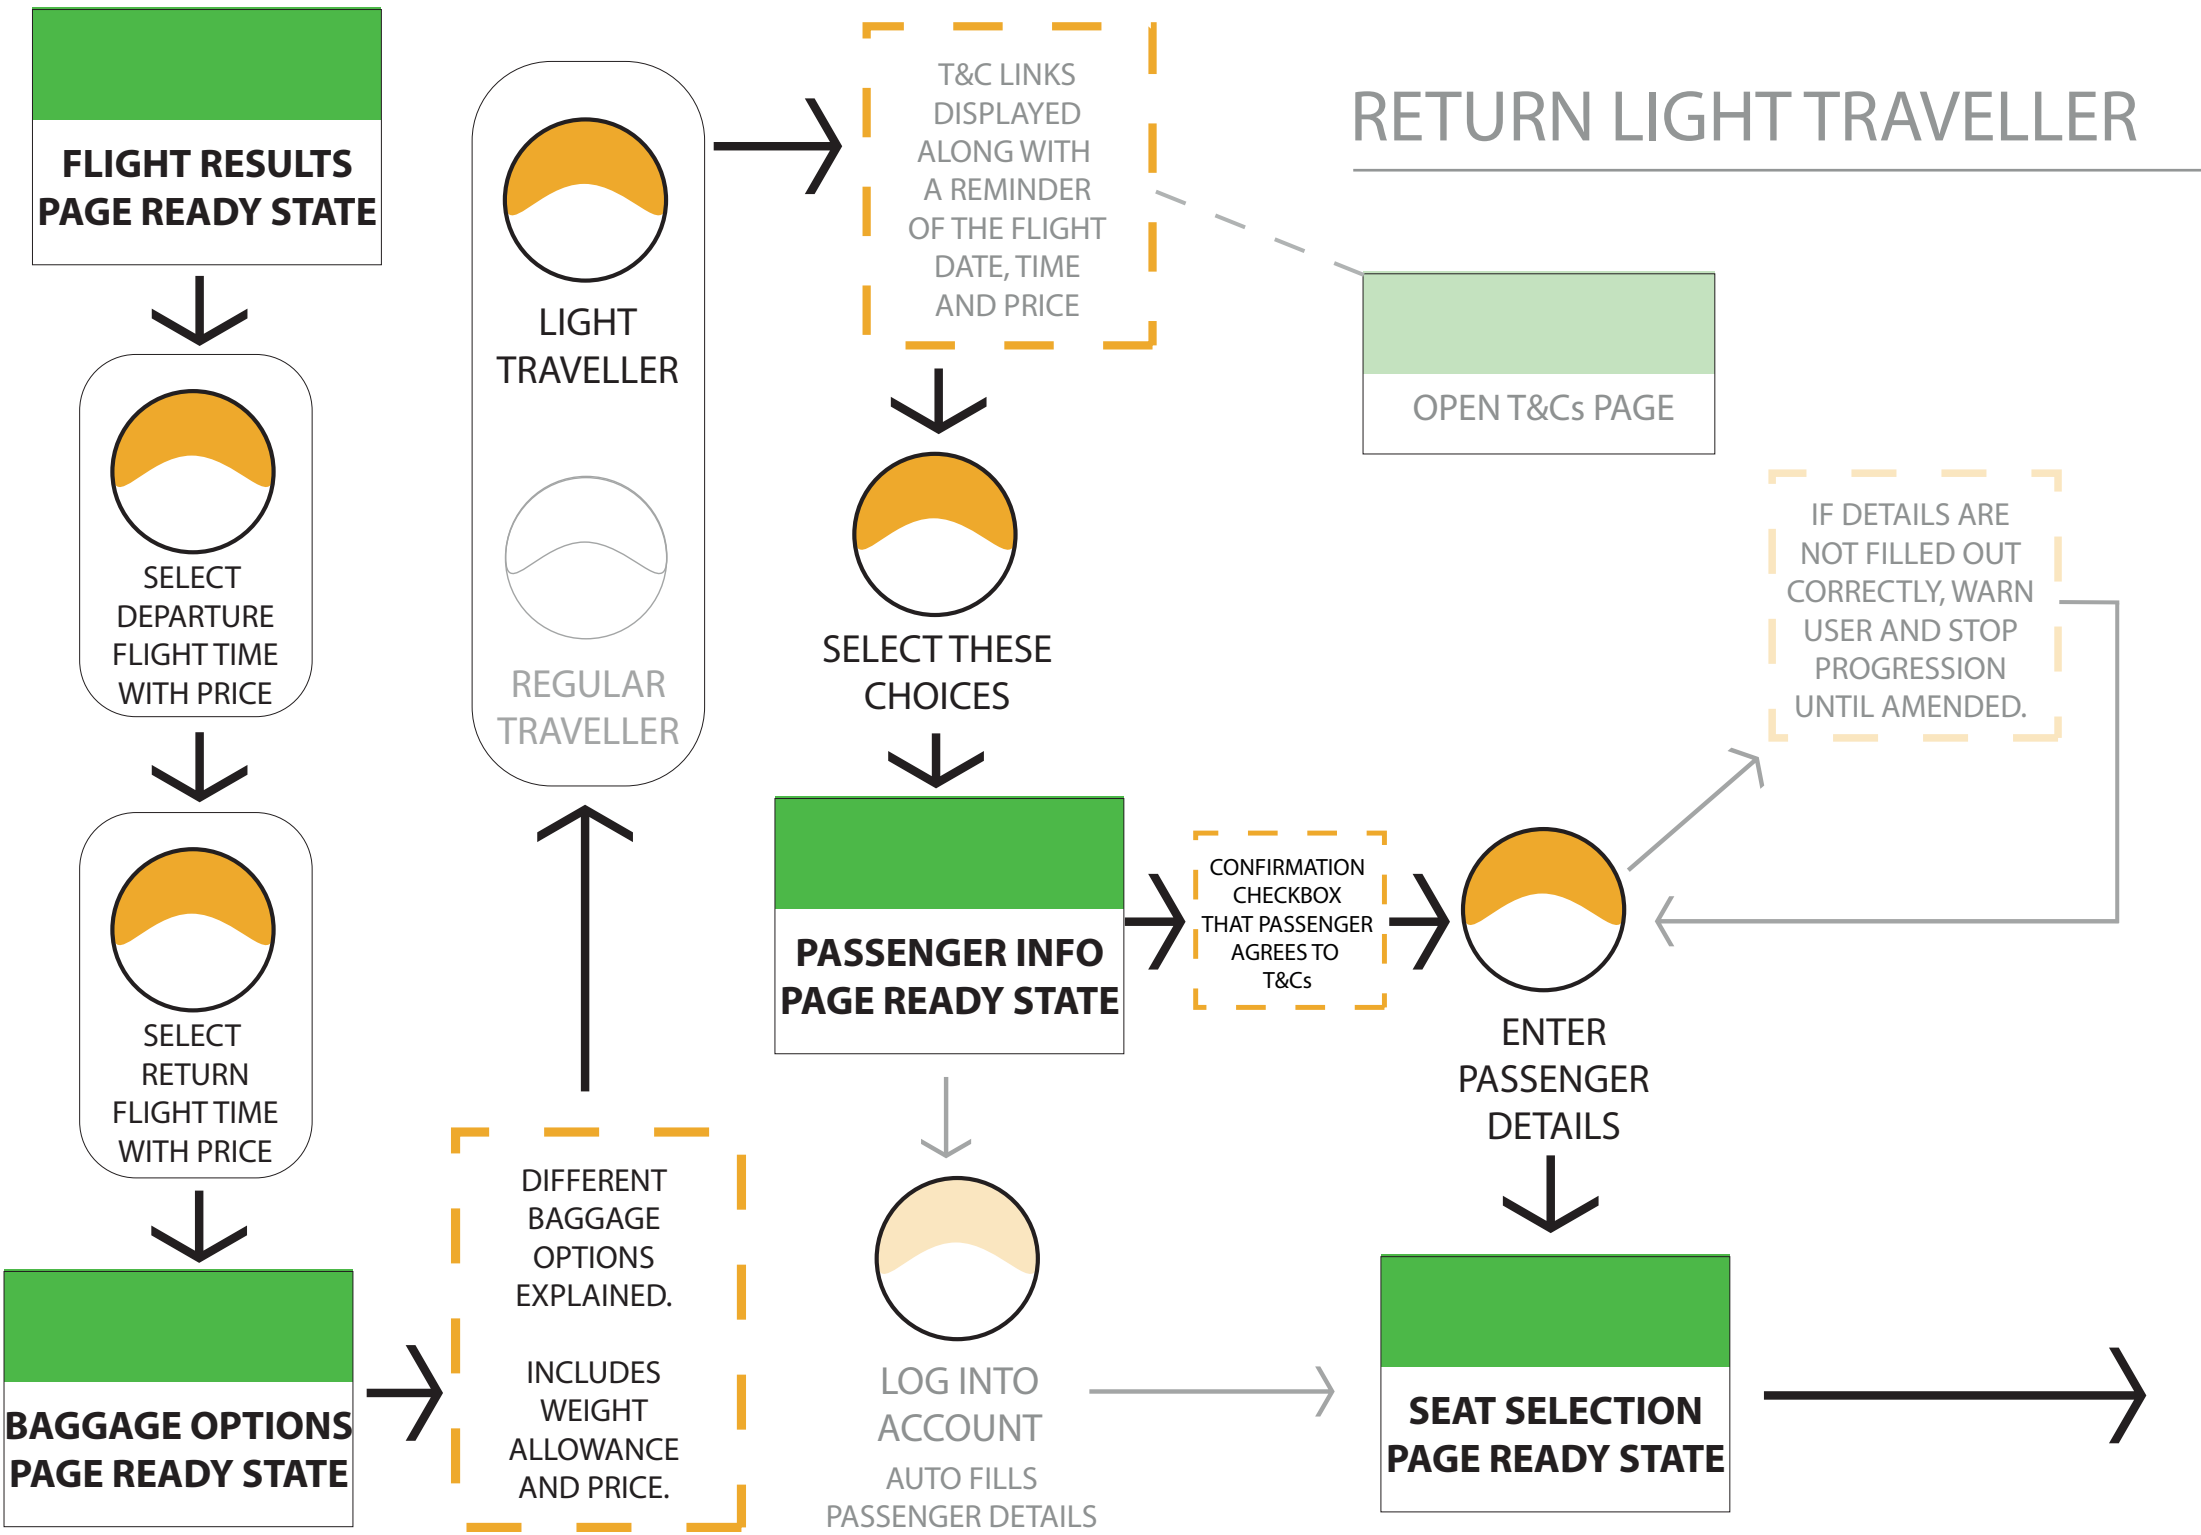 RETURN LIGHT TRAVELLER
FLIGHT RESULTS
PAGE READY STATE
SELECT
DEPARTURE
FLIGHT TIME
WITH PRICE
SELECT
RETURN
FLIGHT TIME
WITH PRICE
BAGGAGE OPTIONS
PAGE READY STATE
DIFFERENT
BAGGAGE
OPTIONS
EXPLAINED.
INCLUDES
WEIGHT
ALLOWANCE
AND PRICE.
LIGHT
TRAVELLER
REGULAR
TRAVELLER
T&C LINKS
DISPLAYED
ALONG WITH
A REMINDER
OF THE FLIGHT
DATE, TIME
AND PRICE
OPEN T&Cs PAGE
SELECT THESE
CHOICES
PASSENGER INFO
PAGE READY STATE
CONFIRMATION
CHECKBOX
THAT PASSENGER
AGREES TO
T&Cs
ENTER
PASSENGER
DETAILS
IF DETAILS ARE
NOT FILLED OUT
CORRECTLY, WARN
USER AND STOP
PROGRESSION
UNTIL AMENDED.
LOG INTO
ACCOUNT
AUTO FILLS
PASSENGER DETAILS
SEAT SELECTION
PAGE READY STATE